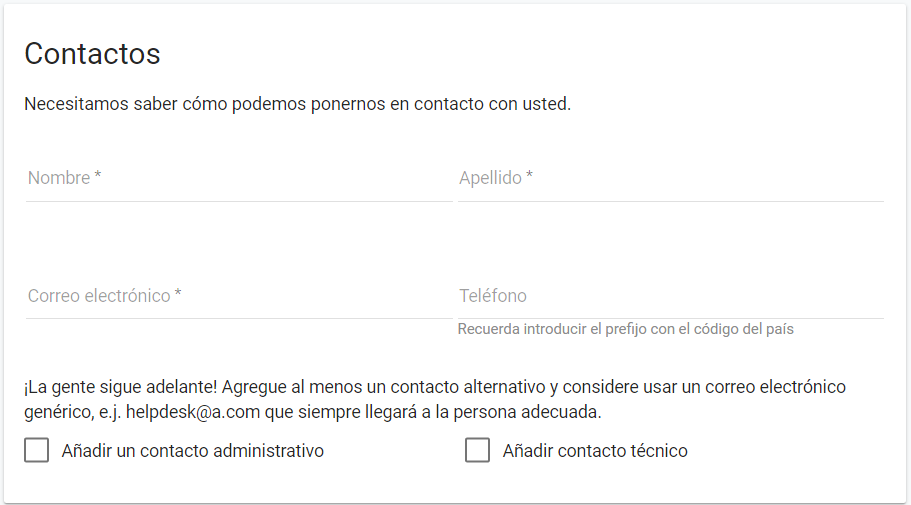 Contactos
Necesitamos saber cómo podemos ponernos en contacto con usted.
Nombre *
Apellido *
Correo electrónico *
Teléfono
Recuerda introducir el prefijo con el código del país
¡La gente sigue adelante! Agregue al menos un contacto alternativo y considere usar un correo electrónico
genérico, e.j. helpdesk@a.com que siempre llegará a la persona adecuada.
Añadir un contacto administrativo
Añadir contacto técnico